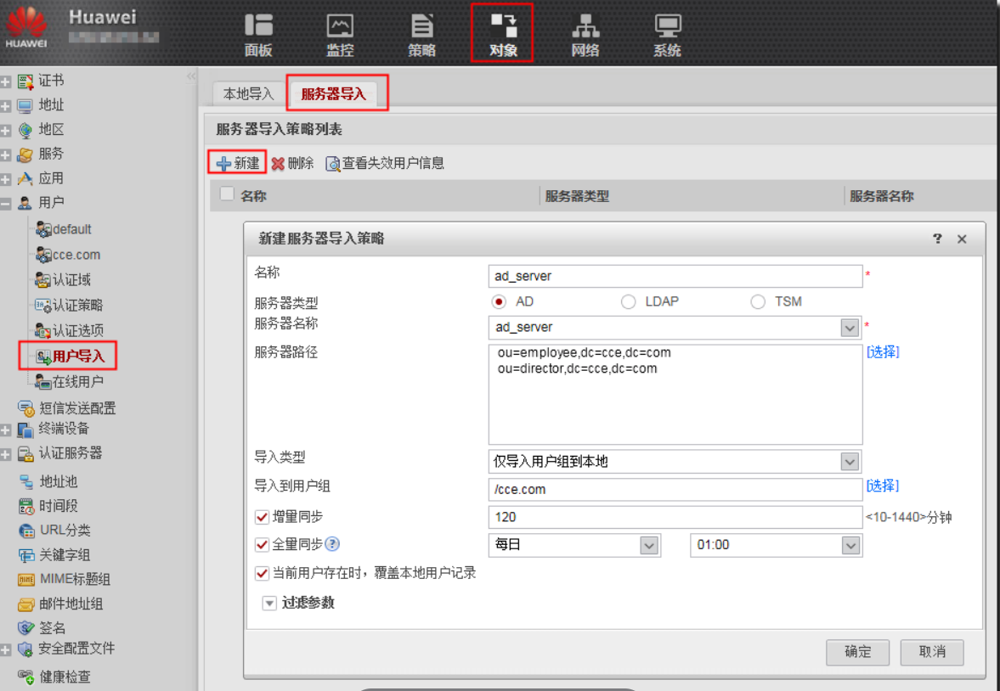 HUAWEI
Huawei
面板
监控
策略
对象
网络
系统
证书
地址
地区
服务
应用
用户
default
cce.com
认证域
认证策略
认证选项
用户导入
在线用户
短信发送配置
终端设备
认证服务器
地址池
时间段
URL分类
关键字组
MIME标题组
邮件地址组
签名
安全配置文件
健康检查
本地导入 服务器导入
服务器导入策略列表
新建 删除 查看失效用户信息
名称 服务器类型 服务器名称
新建服务器导入策略 ? ×
名称 ad_server *
服务器类型 AD LDAP TSM
服务器名称 ad_server *
服务器路径 ou=employee,dc=cce,dc=com [选择]
ou=director,dc=cce,dc=com
导入类型 仅导入用户组到本地
导入到用户组 /cce.com [选择]
增量同步 120 <10-1440>分钟
全量同步 ? 每日 01:00
当前用户存在时，覆盖本地用户记录
过滤参数
确定 取消